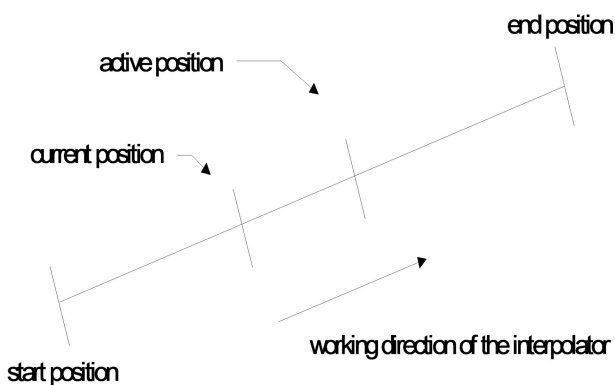 end position
active position
current position
working direction of the interpolator
start position